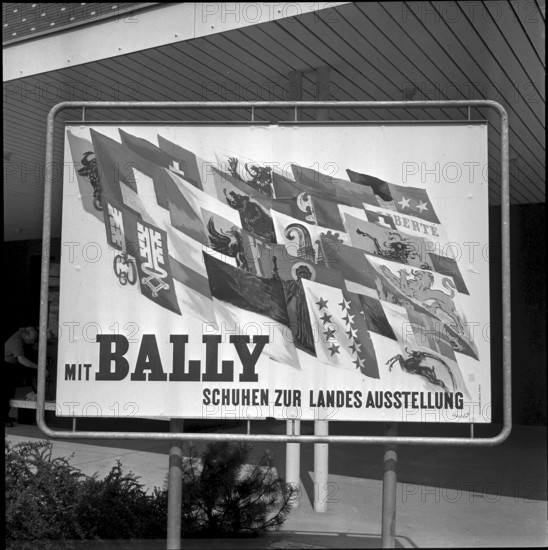 BERTE
MIT BALLY
SCHUHEN ZUR LANDES AUSSTELLUNG